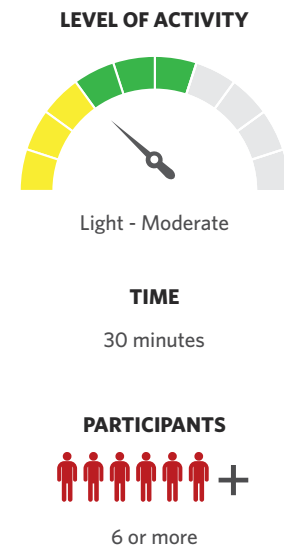 LEVEL OF ACTIVITY
Light - Moderate
TIME
30 minutes
PARTICIPANTS
+
6 or more